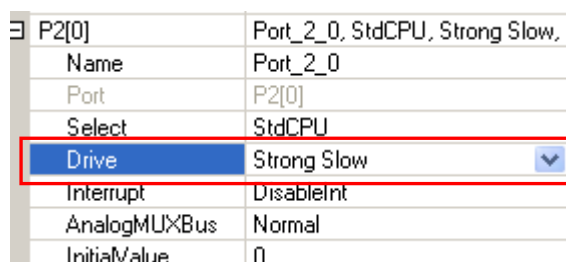 P2[0] Port_2_0, StdCPU, Strong Slow,
Name Port_2_0
Port P2[0]
Select StdCPU
Drive Strong Slow
Interrupt DisableInt
AnalogMUXBus Normal
InitialValue 0